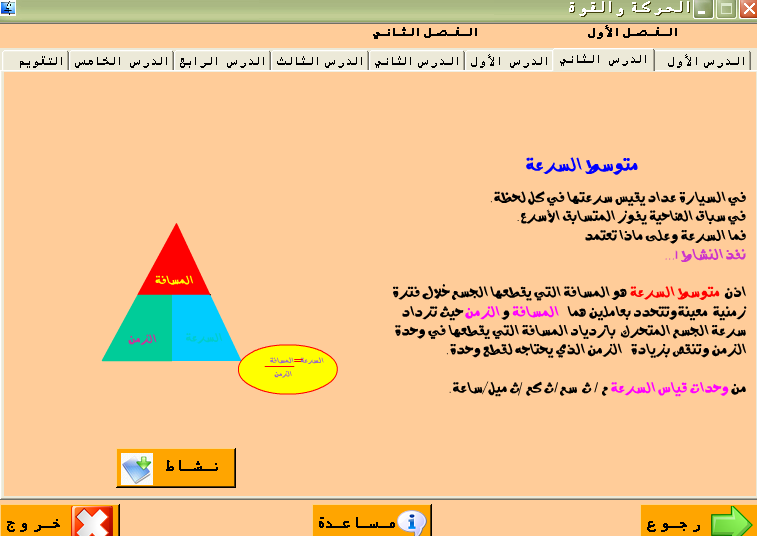 الحركة والقوة
الفصل الأول
الفصل الثاني
الدرس الأول
الدرس الثاني
الدرس الأول
الدرس الثاني
الدرس الثالث
الدرس الرابع
الدرس الخامس
التقويم
متوسط السرعة
في السيارة عداد يقيس سرعتها في كل لحظة.
في سباق الضاحية يفوز المتسابق الأسرع.
فما السرعة وعلى ماذا تعتمد
نفذ النشاط ١...
اذن متوسط السرعة هو المسافة التي يقطعها الجسم خلال فترة
زمنية معينة وتتحدد بعاملين هما المسافة و الزمن حيث تزداد
سرعة الجسم المتحرك بازدياد المسافة التي يقطعها في وحدة
الزمن وتنقص بزيادة الزمن الذي يحتاجه لقطع وحدة.
من وحدات قياس السرعة م / ث سم/ث كم/ث ميل/ساعة.
المسافة
السرعة
الزمن
السرعة=المسافة
الزمن
نشاط
رجوع
مساعدة
خروج